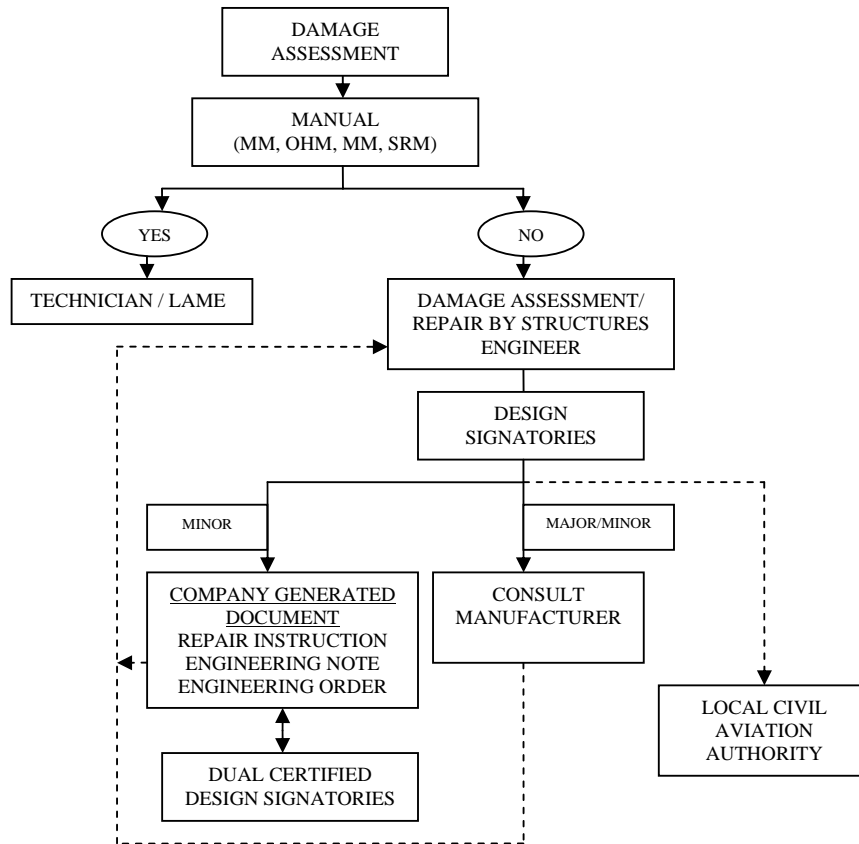 DAMAGE
ASSESSMENT
MANUAL
(MM, OHM, MM, SRM)
YES
NO
TECHNICIAN / LAME
DAMAGE ASSESSMENT/
REPAIR BY STRUCTURES
ENGINEER
DESIGN
SIGNATORIES
MINOR
MAJOR/MINOR
COMPANY GENERATED
DOCUMENT
REPAIR INSTRUCTION
ENGINEERING NOTE
ENGINEERING ORDER
CONSULT
MANUFACTURER
LOCAL CIVIL
AVIATION
AUTHORITY
DUAL CERTIFIED
DESIGN SIGNATORIES